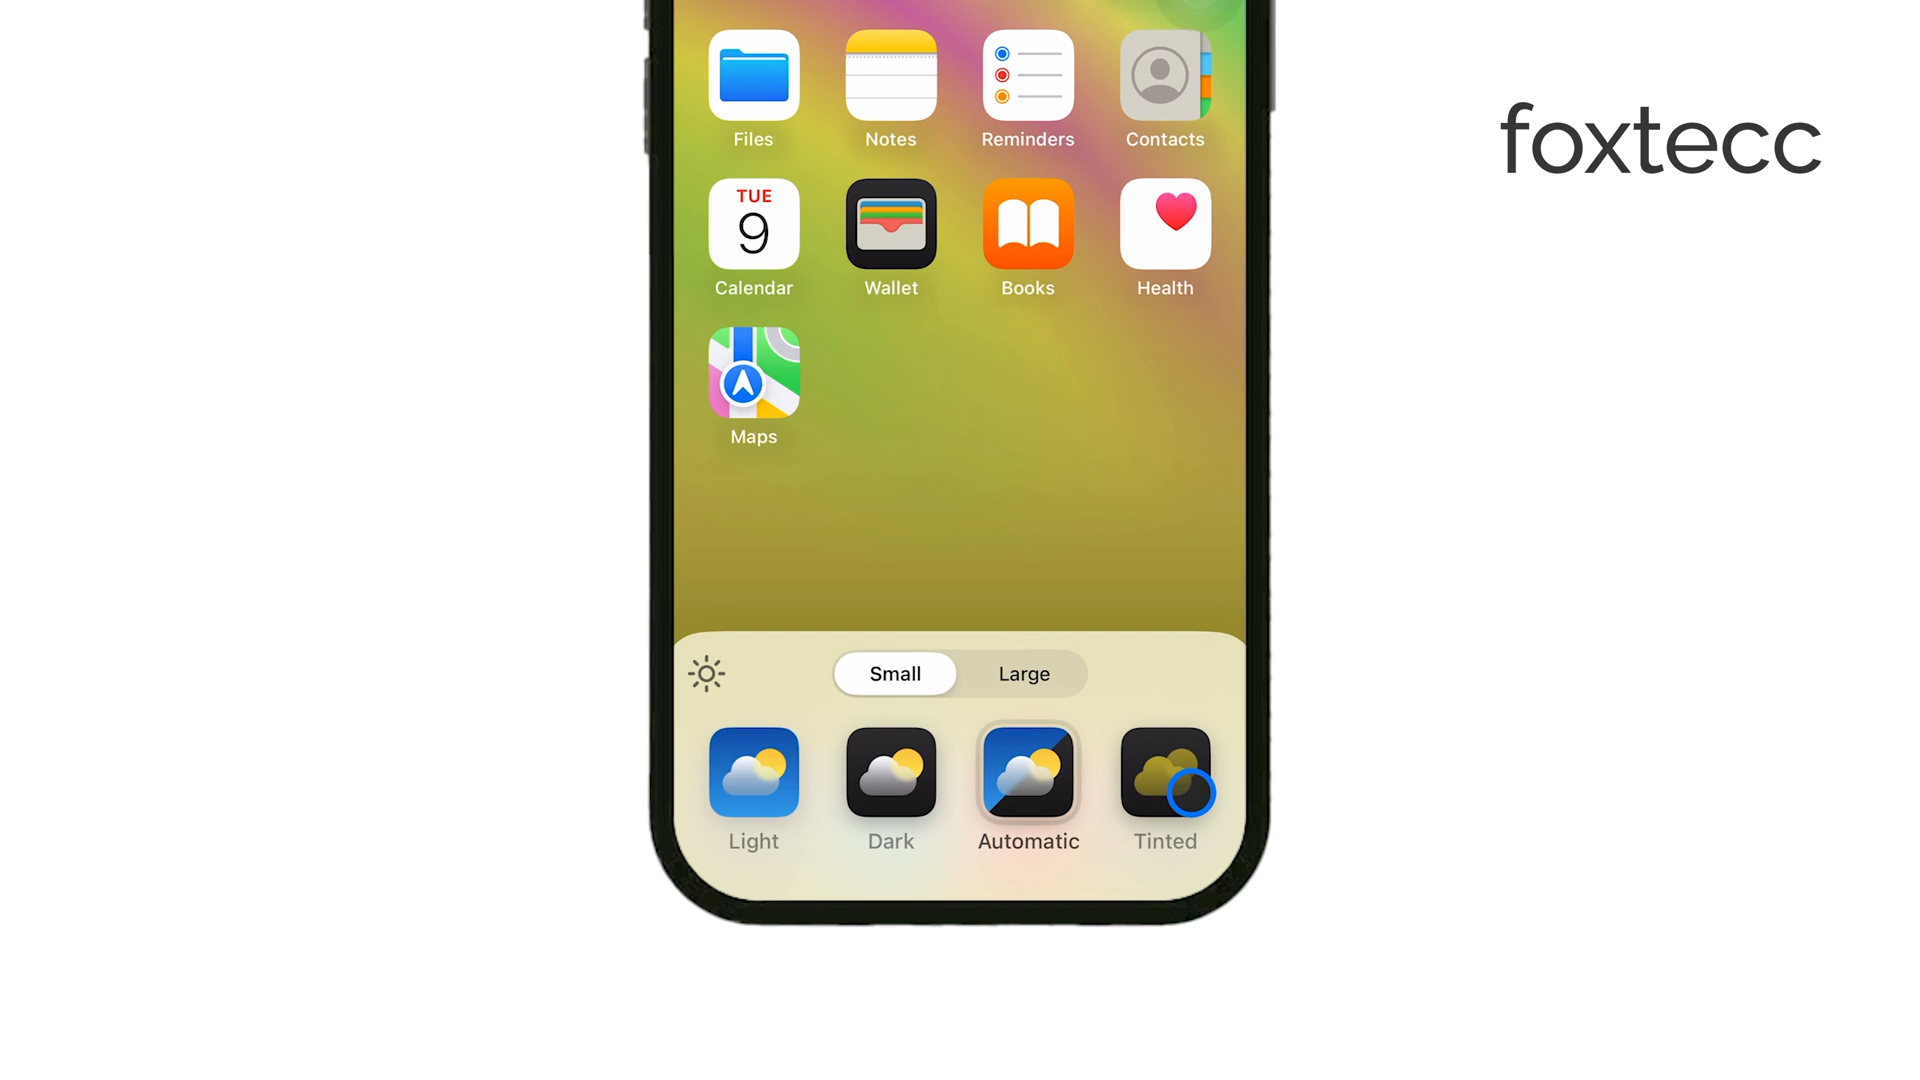 foxtecc
Files Notes Reminders Contacts
TUE
9
Calendar Wallet Books Health
Maps
Small Large
Light Dark Automatic Tinted